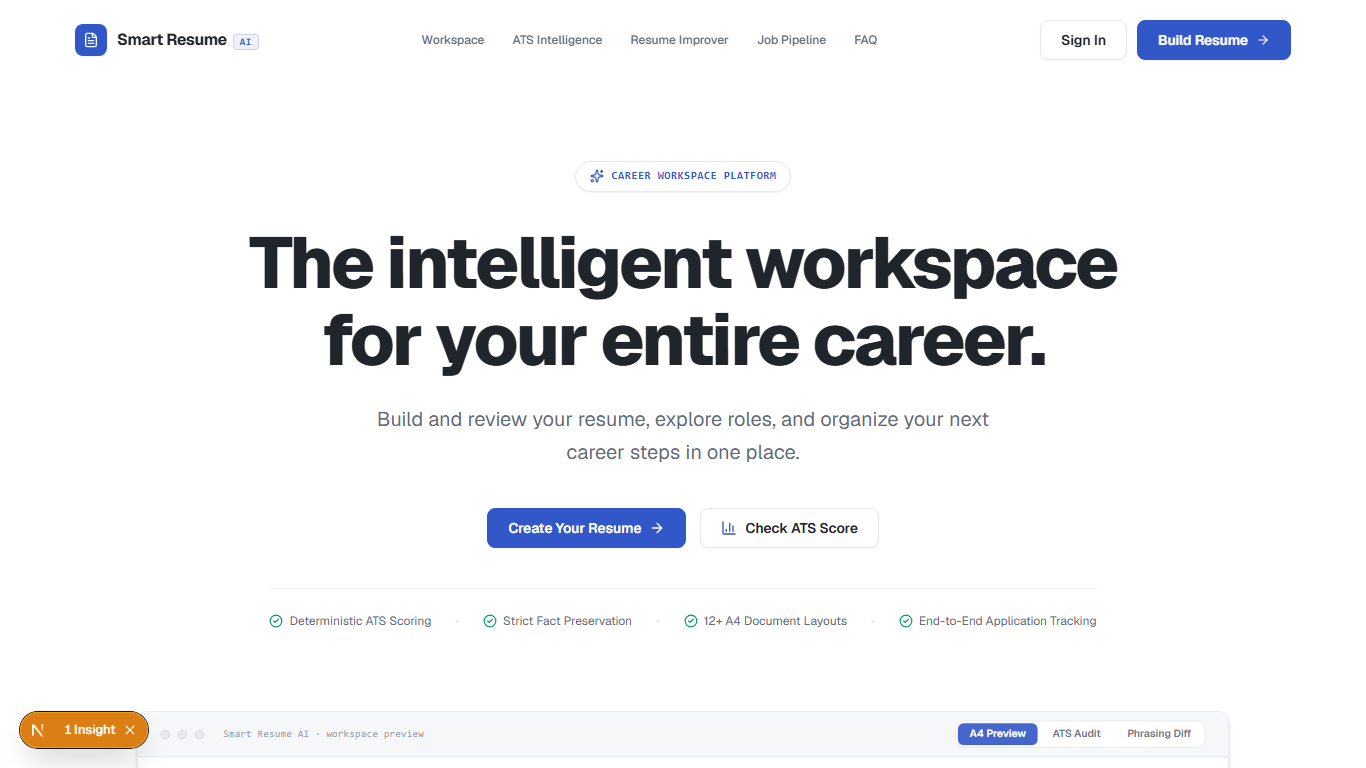 Smart Resume AI
Workspace
ATS Intelligence
Resume Improver
Job Pipeline
FAQ
Sign In
Build Resume
CAREER WORKSPACE PLATFORM
The intelligent workspace
for your entire career.
Build and review your resume, explore roles, and organize your next
career steps in one place.
Create Your Resume
Check ATS Score
Deterministic ATS Scoring
Strict Fact Preservation
12+ A4 Document Layouts
End-to-End Application Tracking
N 1 Insight
Smart Resume AI · workspace preview
A4 Preview
ATS Audit
Phrasing Diff